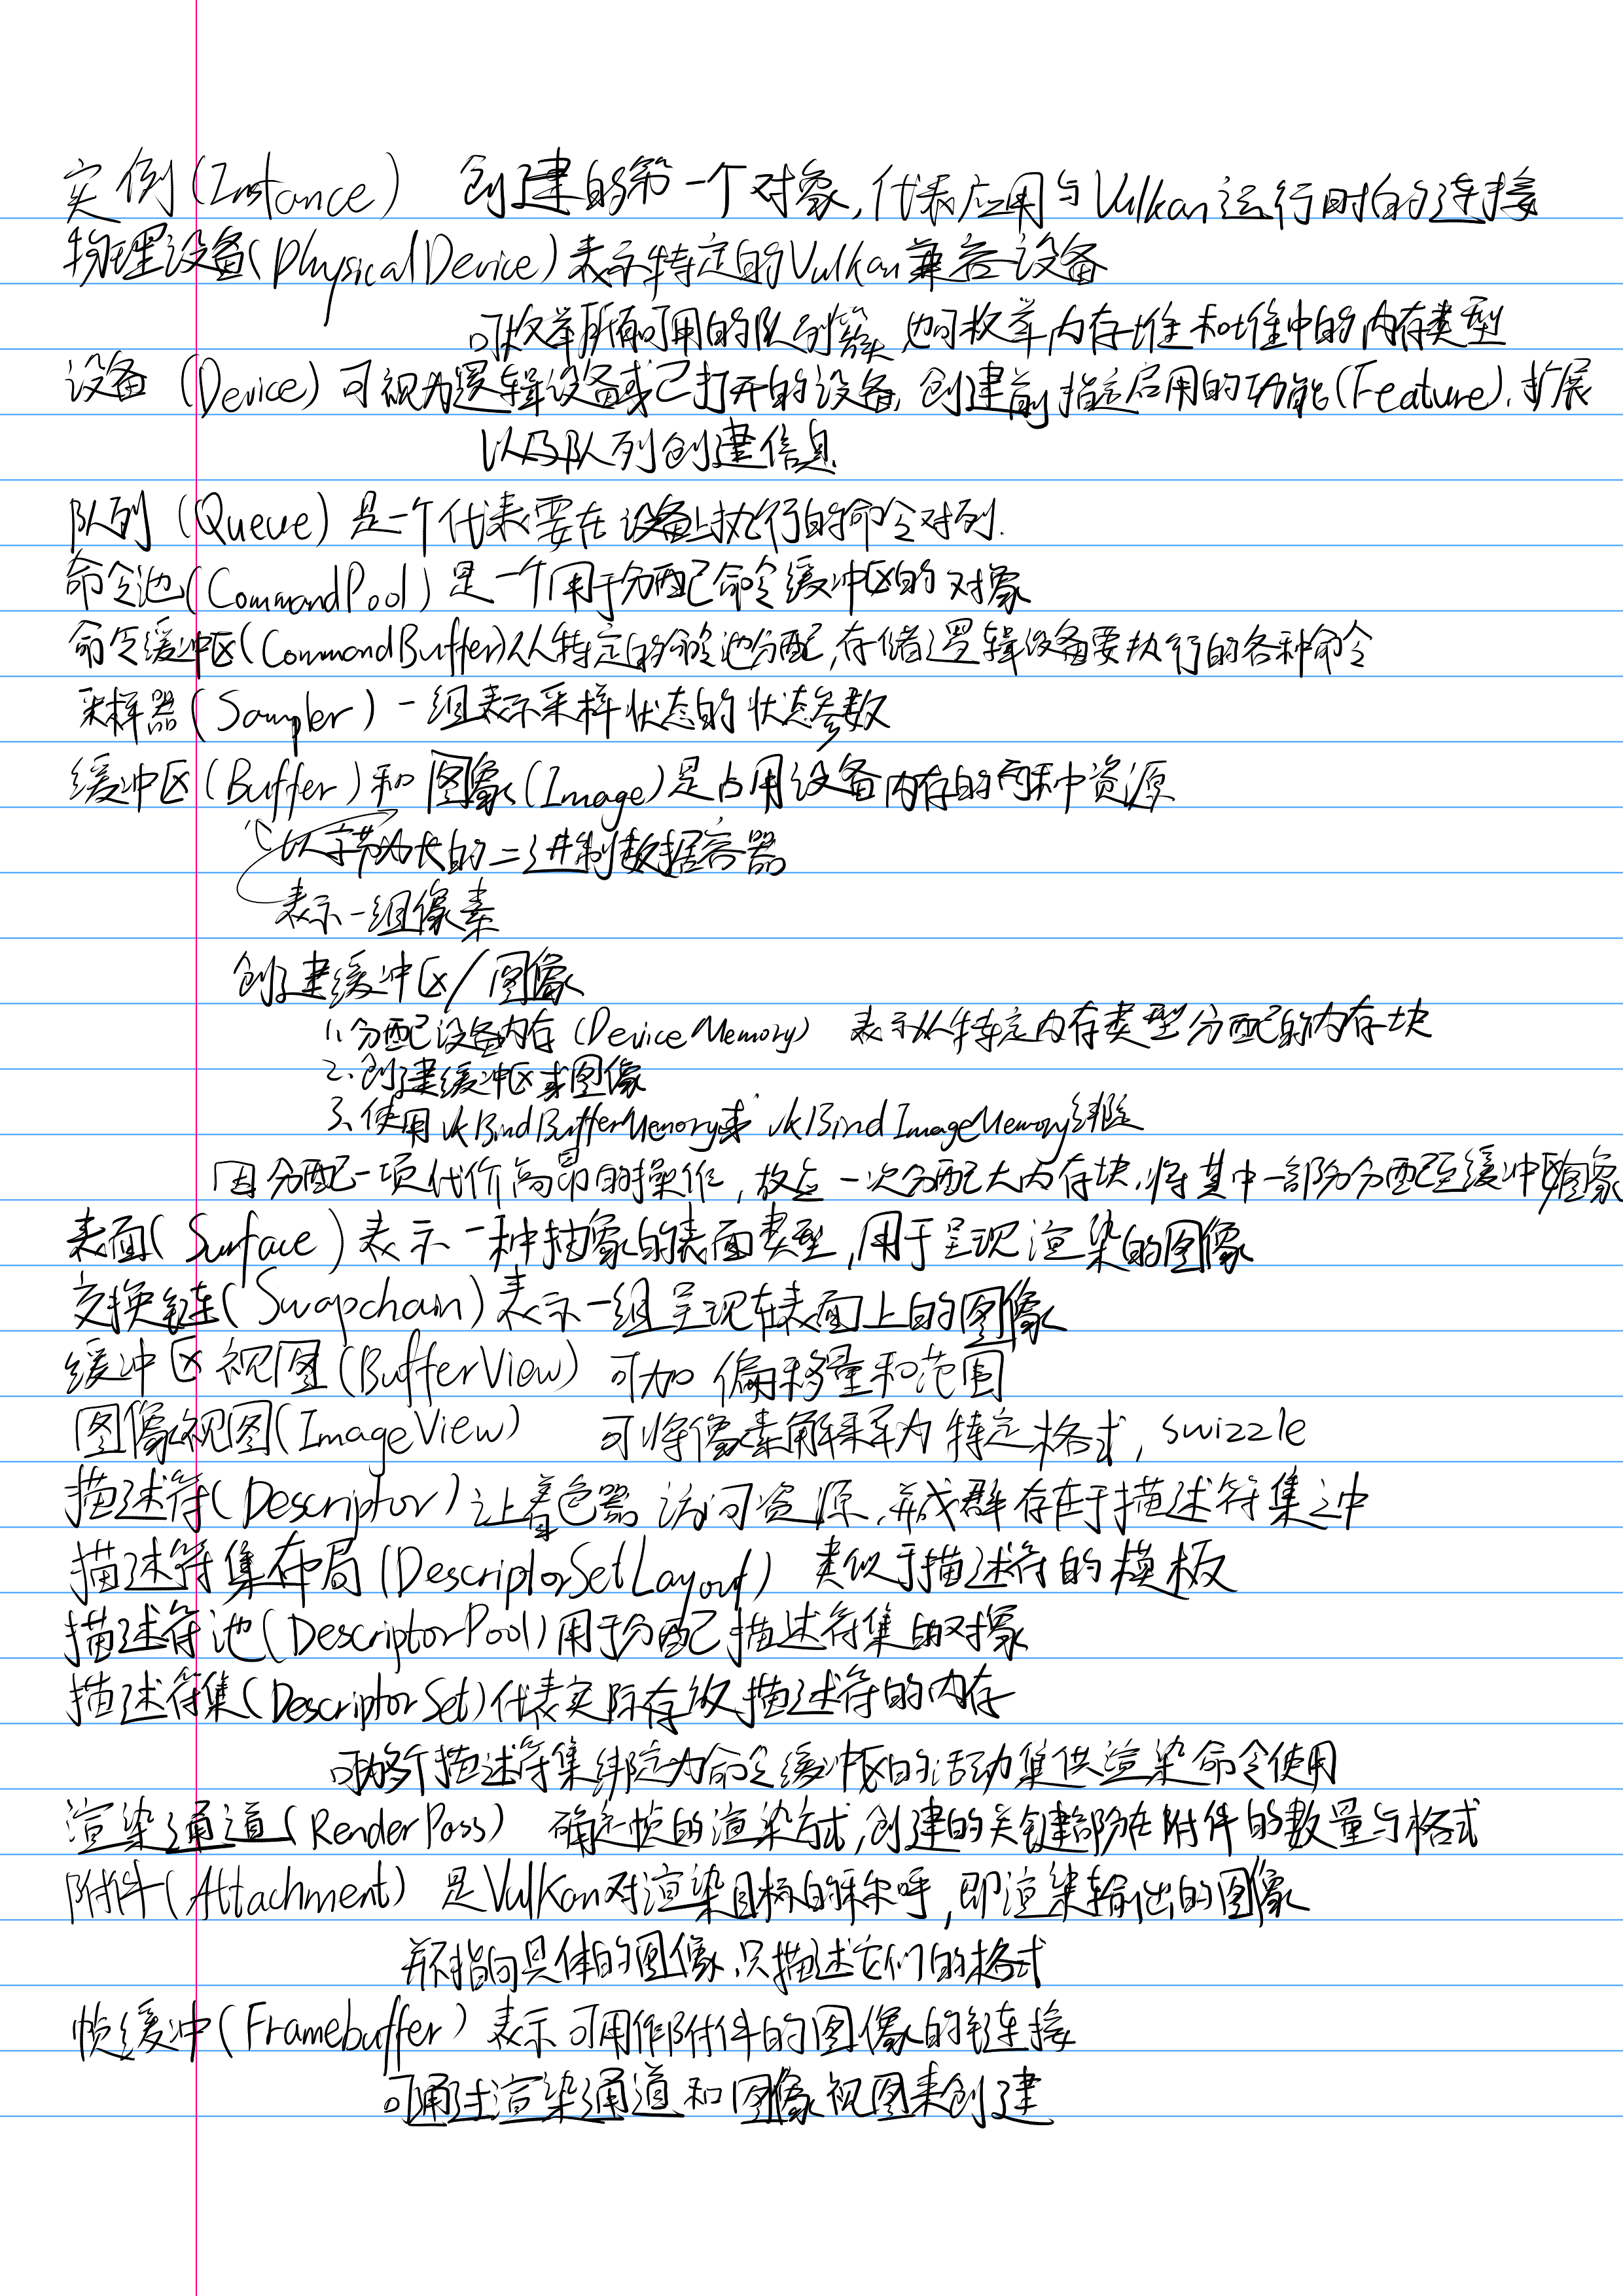 实例(Instance) 创建的第一个对象,代表应用与Vulkan运行时的连接
物理设备(PhysicalDevice)表示特定的Vulkan兼容设备
可枚举所有可用的队列簇,也可枚举内存堆和堆中的内存类型
设备 (Device)可视为逻辑设备或已打开的设备,创建前指定启用的功能(Feature)、扩展
以及队列创建信息
队列 (Queue)是一个代表要在设备上执行的命令对列.
命令池(CommandPool)是一个用于分配命令缓冲区的对象
命令缓冲区(CommandBuffer)从特定的命令池分配,存储逻辑设备要执行的各种命令
采样器(Sampler)一组表示采样状态的状态参数
缓冲区(Buffer)和图像(Image)是占用设备内存的两种资源
以字节为长的二进制数据容器
表示一组像素
创建缓冲区/图像
1.分配设备内存(DeviceMemory) 表示从特定内存类型分配的内存块
2.创建缓冲区或图像
3.使用vkBindBufferMemory或vkBindImageMemory绑定
因分配一项代价高昂的操作,故应一次分配大内存块,将其中一部分分配至缓冲区/图象
表面(Surface)表示一种抽象的表面类型,用于呈现渲染的图像
交换链(Swapchain)表示一组呈现在表面上的图像
缓冲区视图(BufferView)可加偏移量和范围
图像视图(ImageView) 可将像素解释为特定格式, swizzle
描述符(Descriptor)让着色器访问资源,并成群存在于描述符集之中
描述符集布局(DescriptorSetLayout) 类似于描述符的模板
描述符池(DescriptorPool)用于分配描述符集的对象
描述符集(DescriptorSet)代表实际存放描述符的内存
可将多个描述符集绑定为命令缓冲区的活动集供渲染命令使用
渲染通道(RenderPass) 确定帧的渲染方式,创建的关键部份在附件的数量与格式
附件(Attachment) 是Vulkan对渲染目标的称呼,即渲染输出的图像
并不指向具体的图像,只描述它们的格式
帧缓冲(Framebuffer)表示可用作附件的图像的链接
可通过渲染通道和图像视图来创建